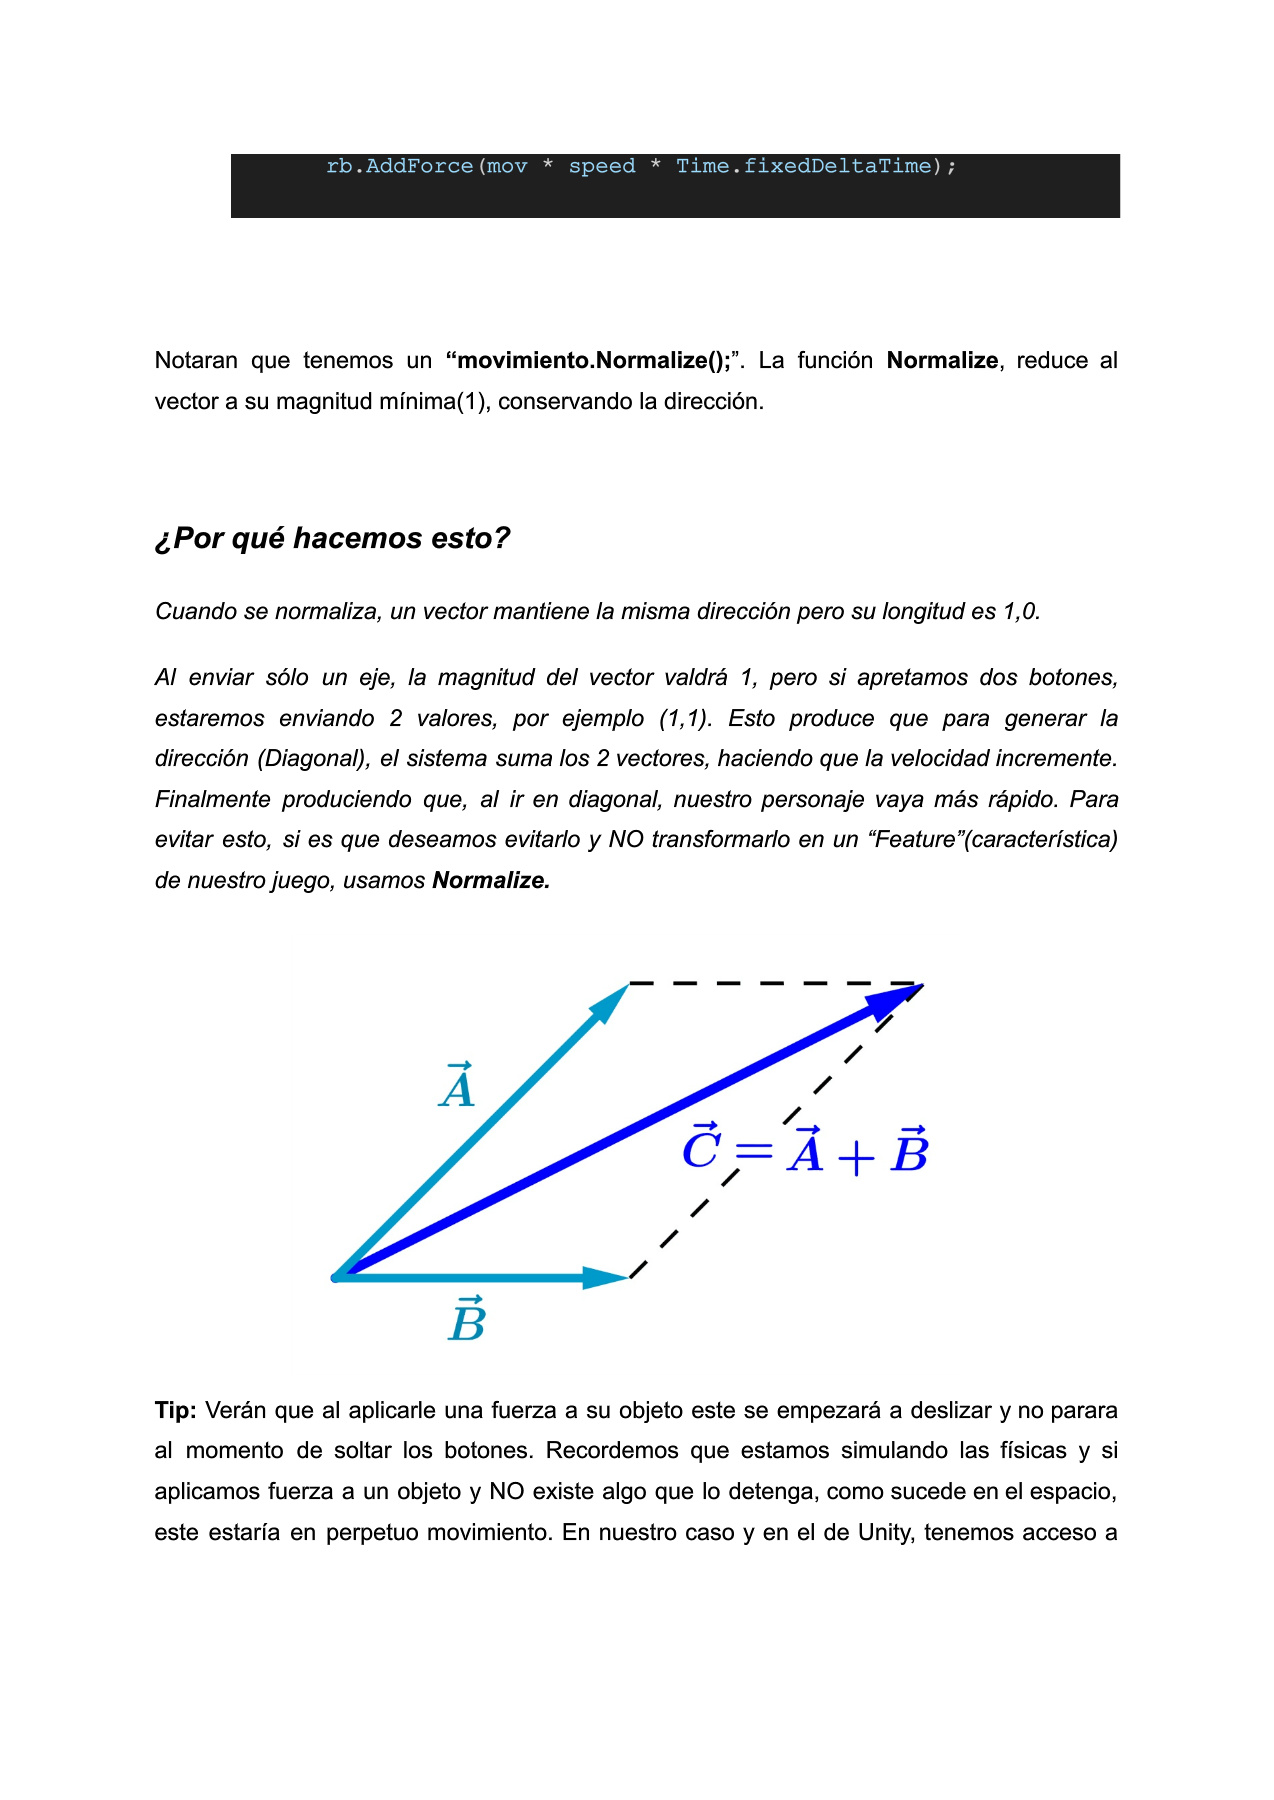 rb.AddForce(mov * speed * Time.fixedDeltaTime);
Notaran que tenemos un “movimiento.Normalize();”. La función Normalize, reduce al
vector a su magnitud mínima(1), conservando la dirección.
¿Por qué hacemos esto?
Cuando se normaliza, un vector mantiene la misma dirección pero su longitud es 1,0.
Al enviar sólo un eje, la magnitud del vector valdrá 1, pero si apretamos dos botones,
estaremos enviando 2 valores, por ejemplo (1,1). Esto produce que para generar la
dirección (Diagonal), el sistema suma los 2 vectores, haciendo que la velocidad incremente.
Finalmente produciendo que, al ir en diagonal, nuestro personaje vaya más rápido. Para
evitar esto, si es que deseamos evitarlo y NO transformarlo en un “Feature”(característica)
de nuestro juego, usamos Normalize.
A⃗
C⃗ = A⃗ + B⃗
B⃗
Tip: Verán que al aplicarle una fuerza a su objeto este se empezará a deslizar y no parara
al momento de soltar los botones. Recordemos que estamos simulando las físicas y si
aplicamos fuerza a un objeto y NO existe algo que lo detenga, como sucede en el espacio,
este estaría en perpetuo movimiento. En nuestro caso y en el de Unity, tenemos acceso a